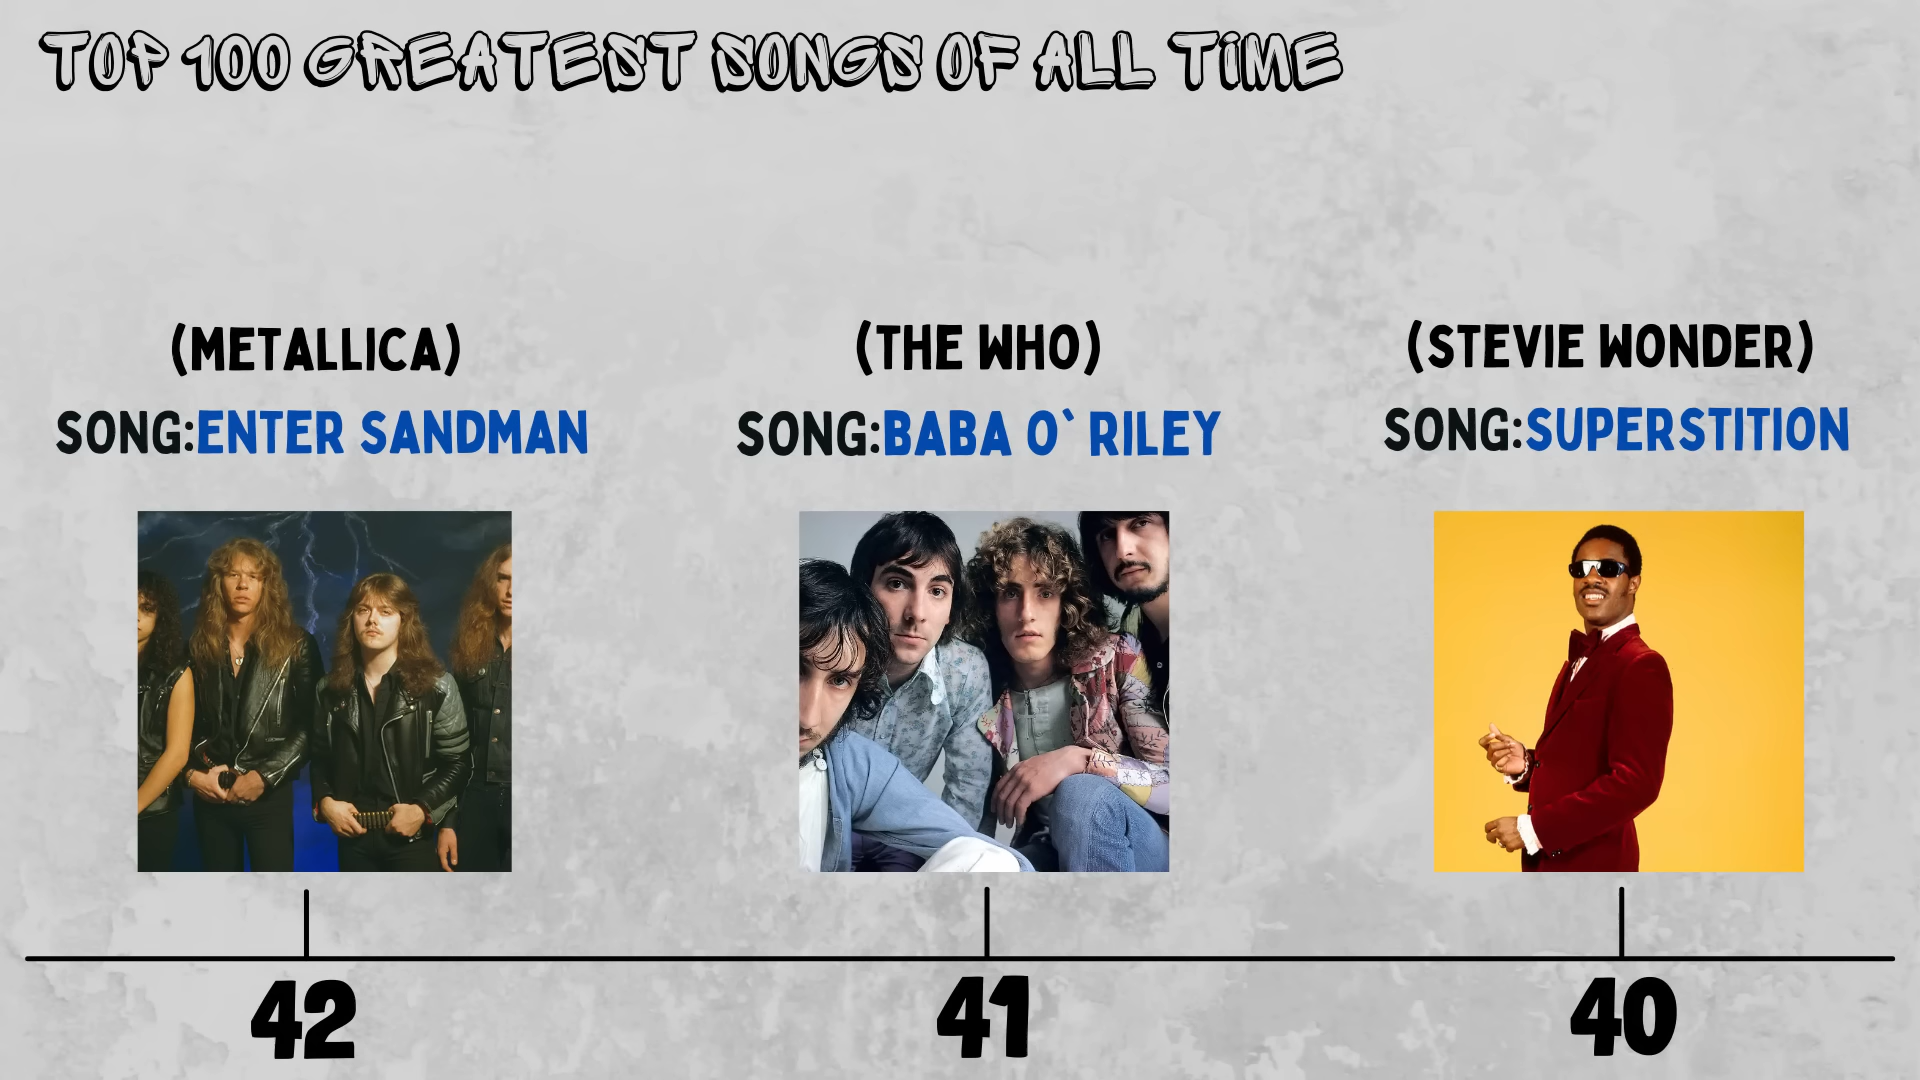 TOP 100 GREATEST SONGS OF ALL TIME
(METALLICA)
SONG:ENTER SANDMAN
(THE WHO)
SONG:BABA O`RILEY
(STEVIE WONDER)
SONG:SUPERSTITION
42
41
40